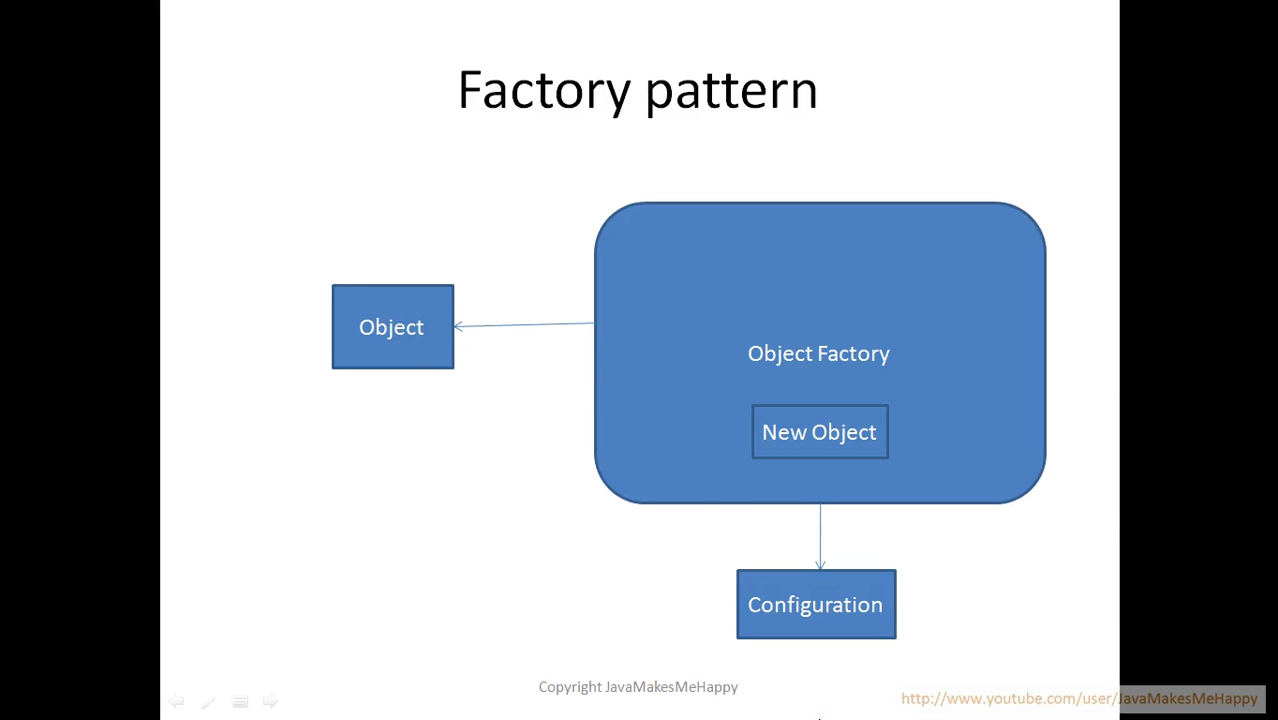 Factory pattern
Object
Object Factory
New Object
Configuration
Copyright JavaMakesMeHappy
http://www.youtube.com/user/JavaMakesMeHappy